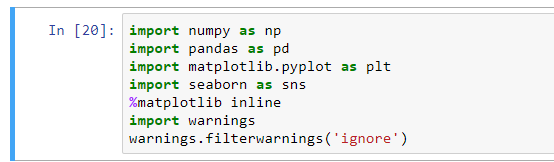 In [20]: import numpy as np
import pandas as pd
import matplotlib.pyplot as plt
import seaborn as sns
%matplotlib inline
import warnings
warnings.filterwarnings('ignore')